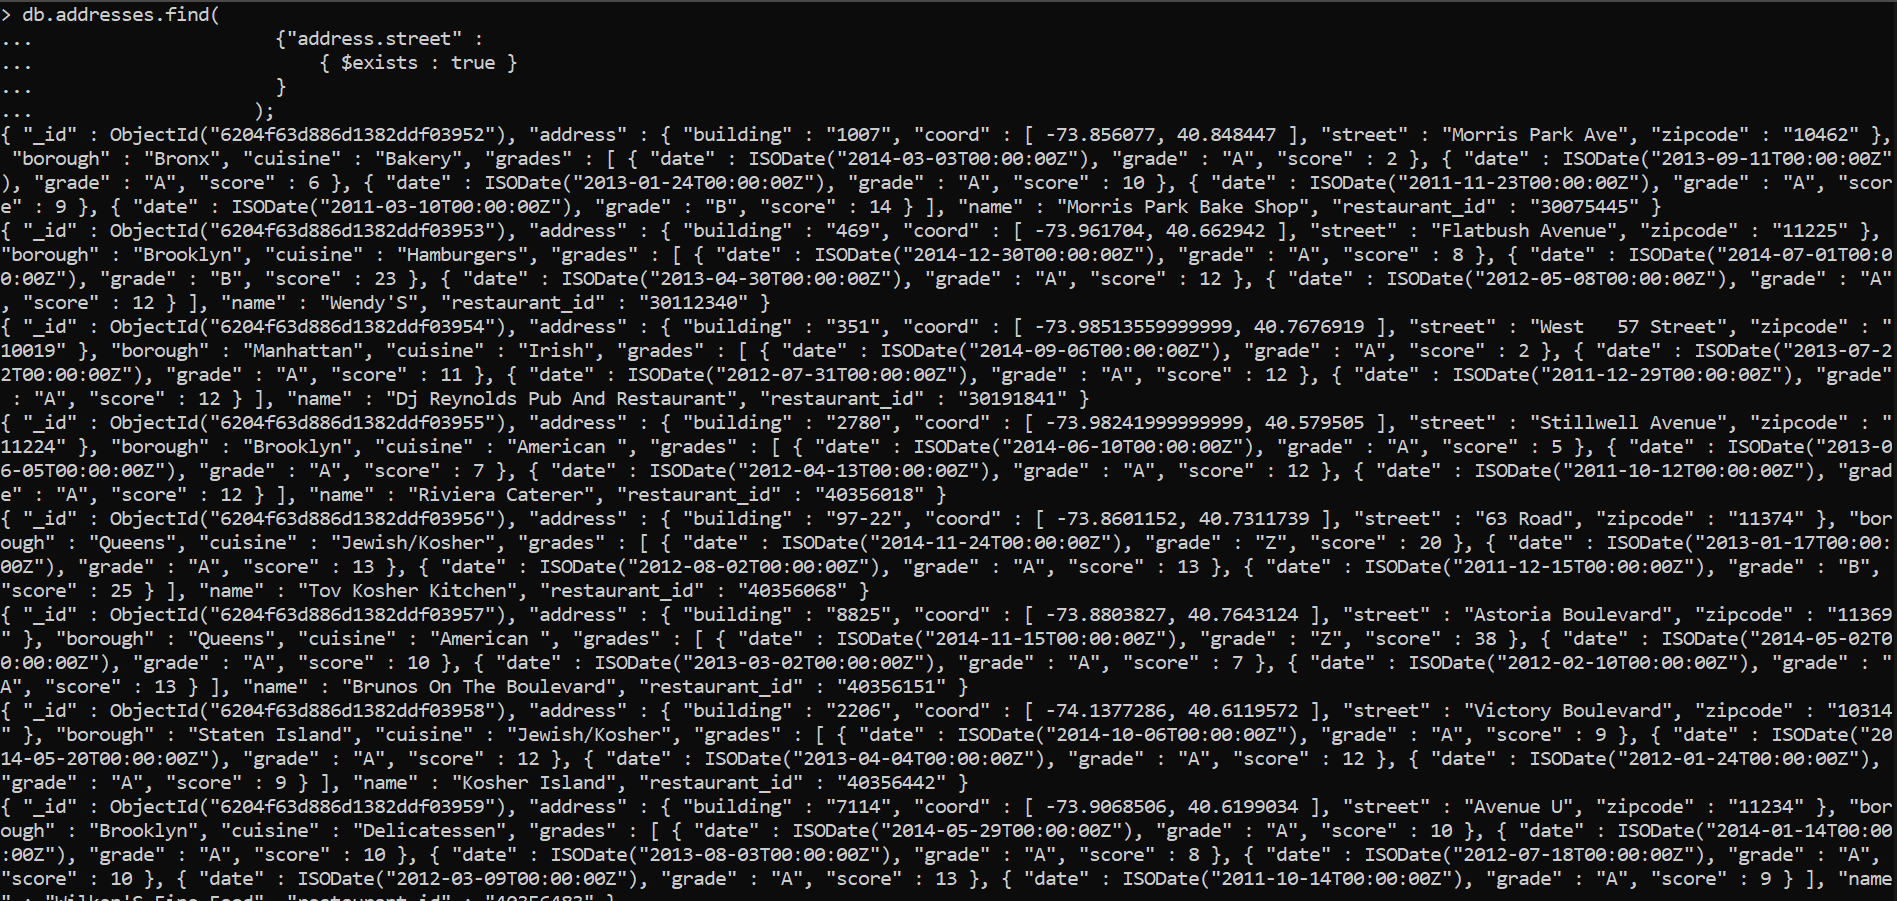 > db.addresses.find(
...                      {"address.street" :
...                          { $exists : true }
...                      }
...                    );
{ "_id" : ObjectId("6204f63d886d1382ddf03952"), "address" : { "building" : "1007", "coord" : [ -73.856077, 40.848447 ], "street" : "Morris Park Ave", "zipcode" : "10462" },
 "borough" : "Bronx", "cuisine" : "Bakery", "grades" : [ { "date" : ISODate("2014-03-03T00:00:00Z"), "grade" : "A", "score" : 2 }, { "date" : ISODate("2013-09-11T00:00:00Z"
), "grade" : "A", "score" : 6 }, { "date" : ISODate("2013-01-24T00:00:00Z"), "grade" : "A", "score" : 10 }, { "date" : ISODate("2011-11-23T00:00:00Z"), "grade" : "A", "scor
e" : 9 }, { "date" : ISODate("2011-03-10T00:00:00Z"), "grade" : "B", "score" : 14 } ], "name" : "Morris Park Bake Shop", "restaurant_id" : "30075445" }
{ "_id" : ObjectId("6204f63d886d1382ddf03953"), "address" : { "building" : "469", "coord" : [ -73.961704, 40.662942 ], "street" : "Flatbush Avenue", "zipcode" : "11225" },
"borough" : "Brooklyn", "cuisine" : "Hamburgers", "grades" : [ { "date" : ISODate("2014-12-30T00:00:00Z"), "grade" : "A", "score" : 8 }, { "date" : ISODate("2014-07-01T00:0
0:00Z"), "grade" : "B", "score" : 23 }, { "date" : ISODate("2013-04-30T00:00:00Z"), "grade" : "A", "score" : 12 }, { "date" : ISODate("2012-05-08T00:00:00Z"), "grade" : "A"
, "score" : 12 } ], "name" : "Wendy'S", "restaurant_id" : "30112340" }
{ "_id" : ObjectId("6204f63d886d1382ddf03954"), "address" : { "building" : "351", "coord" : [ -73.98513559999999, 40.7676919 ], "street" : "West   57 Street", "zipcode" : "
10019" }, "borough" : "Manhattan", "cuisine" : "Irish", "grades" : [ { "date" : ISODate("2014-09-06T00:00:00Z"), "grade" : "A", "score" : 2 }, { "date" : ISODate("2013-07-2
2T00:00:00Z"), "grade" : "A", "score" : 11 }, { "date" : ISODate("2012-07-31T00:00:00Z"), "grade" : "A", "score" : 12 }, { "date" : ISODate("2011-12-29T00:00:00Z"), "grade"
 : "A", "score" : 12 } ], "name" : "Dj Reynolds Pub And Restaurant", "restaurant_id" : "30191841" }
{ "_id" : ObjectId("6204f63d886d1382ddf03955"), "address" : { "building" : "2780", "coord" : [ -73.98241999999999, 40.579505 ], "street" : "Stillwell Avenue", "zipcode" : "
11224" }, "borough" : "Brooklyn", "cuisine" : "American ", "grades" : [ { "date" : ISODate("2014-06-10T00:00:00Z"), "grade" : "A", "score" : 5 }, { "date" : ISODate("2013-0
6-05T00:00:00Z"), "grade" : "A", "score" : 7 }, { "date" : ISODate("2012-04-13T00:00:00Z"), "grade" : "A", "score" : 12 }, { "date" : ISODate("2011-10-12T00:00:00Z"), "grad
e" : "A", "score" : 12 } ], "name" : "Riviera Caterer", "restaurant_id" : "40356018" }
{ "_id" : ObjectId("6204f63d886d1382ddf03956"), "address" : { "building" : "97-22", "coord" : [ -73.8601152, 40.7311739 ], "street" : "63 Road", "zipcode" : "11374" }, "bor
ough" : "Queens", "cuisine" : "Jewish/Kosher", "grades" : [ { "date" : ISODate("2014-11-24T00:00:00Z"), "grade" : "Z", "score" : 20 }, { "date" : ISODate("2013-01-17T00:00:
00Z"), "grade" : "A", "score" : 13 }, { "date" : ISODate("2012-08-02T00:00:00Z"), "grade" : "A", "score" : 13 }, { "date" : ISODate("2011-12-15T00:00:00Z"), "grade" : "B",
"score" : 25 } ], "name" : "Tov Kosher Kitchen", "restaurant_id" : "40356068" }
{ "_id" : ObjectId("6204f63d886d1382ddf03957"), "address" : { "building" : "8825", "coord" : [ -73.8803827, 40.7643124 ], "street" : "Astoria Boulevard", "zipcode" : "11369
" }, "borough" : "Queens", "cuisine" : "American ", "grades" : [ { "date" : ISODate("2014-11-15T00:00:00Z"), "grade" : "Z", "score" : 38 }, { "date" : ISODate("2014-05-02T0
0:00:00Z"), "grade" : "A", "score" : 10 }, { "date" : ISODate("2013-03-02T00:00:00Z"), "grade" : "A", "score" : 7 }, { "date" : ISODate("2012-02-10T00:00:00Z"), "grade" : "
A", "score" : 13 } ], "name" : "Brunos On The Boulevard", "restaurant_id" : "40356151" }
{ "_id" : ObjectId("6204f63d886d1382ddf03958"), "address" : { "building" : "2206", "coord" : [ -74.1377286, 40.6119572 ], "street" : "Victory Boulevard", "zipcode" : "10314
" }, "borough" : "Staten Island", "cuisine" : "Jewish/Kosher", "grades" : [ { "date" : ISODate("2014-10-06T00:00:00Z"), "grade" : "A", "score" : 9 }, { "date" : ISODate("20
14-05-20T00:00:00Z"), "grade" : "A", "score" : 12 }, { "date" : ISODate("2013-04-04T00:00:00Z"), "grade" : "A", "score" : 12 }, { "date" : ISODate("2012-01-24T00:00:00Z"),
"grade" : "A", "score" : 9 } ], "name" : "Kosher Island", "restaurant_id" : "40356442" }
{ "_id" : ObjectId("6204f63d886d1382ddf03959"), "address" : { "building" : "7114", "coord" : [ -73.9068506, 40.6199034 ], "street" : "Avenue U", "zipcode" : "11234" }, "bor
ough" : "Brooklyn", "cuisine" : "Delicatessen", "grades" : [ { "date" : ISODate("2014-05-29T00:00:00Z"), "grade" : "A", "score" : 10 }, { "date" : ISODate("2014-01-14T00:00
:00Z"), "grade" : "A", "score" : 10 }, { "date" : ISODate("2013-08-03T00:00:00Z"), "grade" : "A", "score" : 8 }, { "date" : ISODate("2012-07-18T00:00:00Z"), "grade" : "A",
"score" : 10 }, { "date" : ISODate("2012-03-09T00:00:00Z"), "grade" : "A", "score" : 13 }, { "date" : ISODate("2011-10-14T00:00:00Z"), "grade" : "A", "score" : 9 } ], "name
" : "Wilken'S Fine Food", "restaurant_id" : "40356483" }